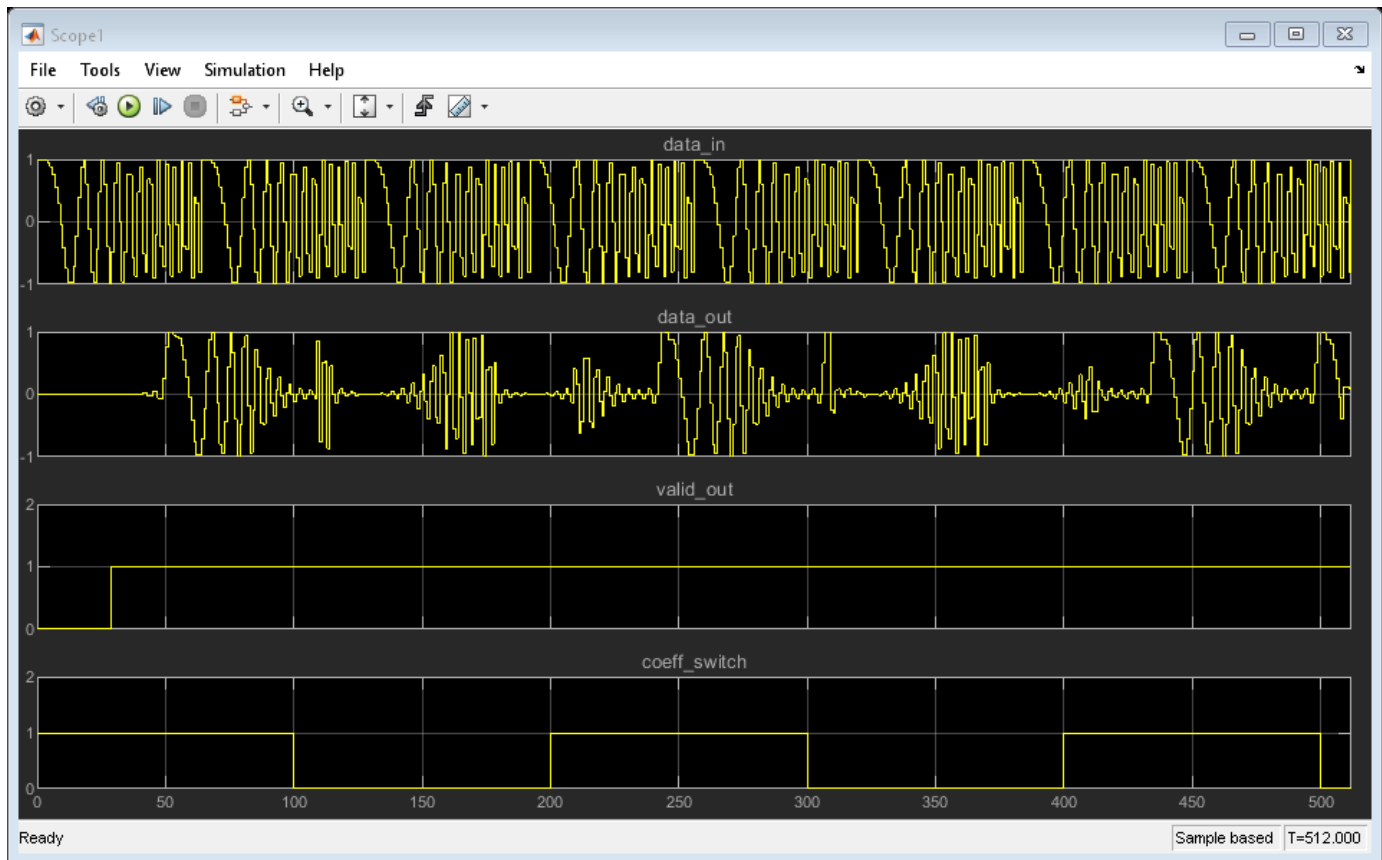 Scope1
File Tools View Simulation Help
data_in
1
0
-1
data_out
1
0
-1
valid_out
2
1
0
coeff_switch
2
1
0
0 50 100 150 200 250 300 350 400 450 500
Ready Sample based T=512.000